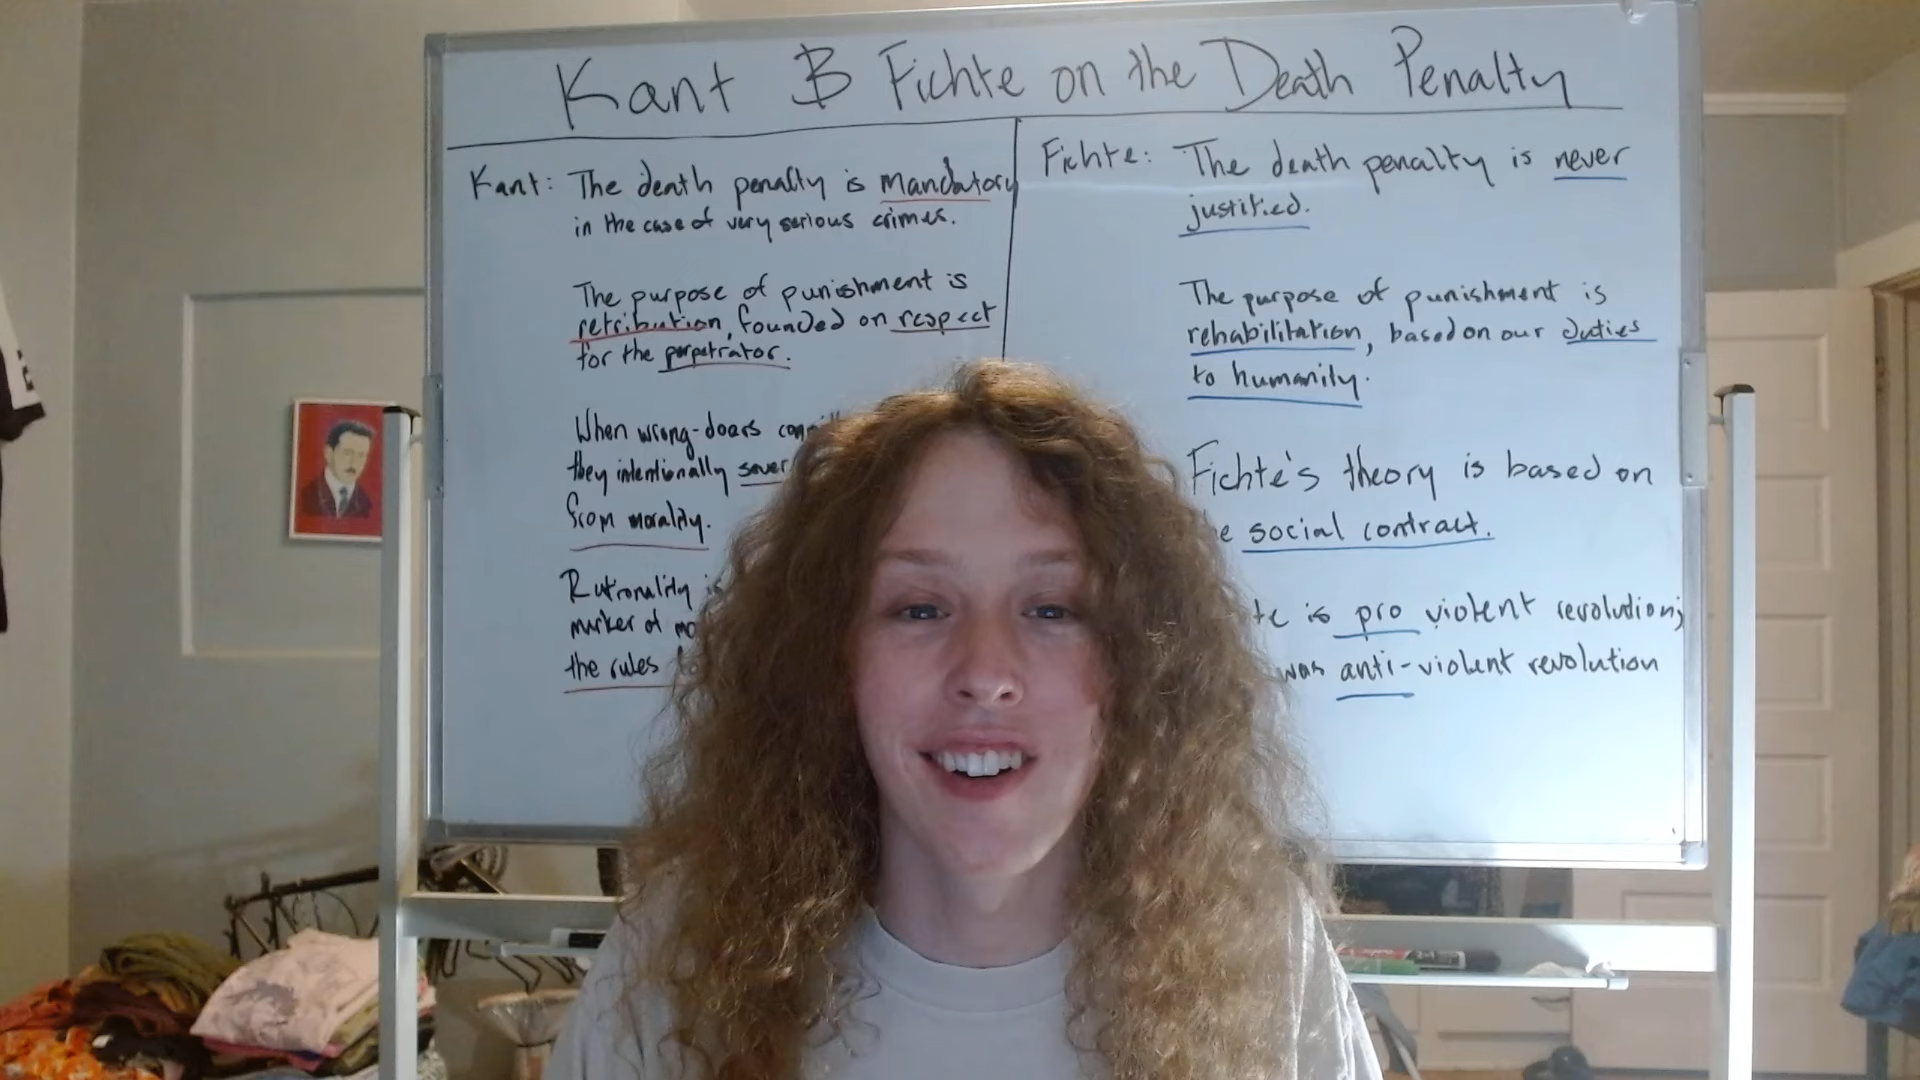 Kant & Fichte on the Death Penalty
Kant: The death penalty is mandatory
in the case of very serious crimes.
The purpose of punishment is
retribution, founded on respect
for the perpetrator.
When wrong-doers
they intentionally sever
from morality.
Rationality is
marker of
the rules
Fichte: The death penalty is never
justified.
The purpose of punishment is
rehabilitation, based on our duties
to humanity.
Fichte's theory is based on
social contract.
is pro violent revolution;
was anti-violent revolution